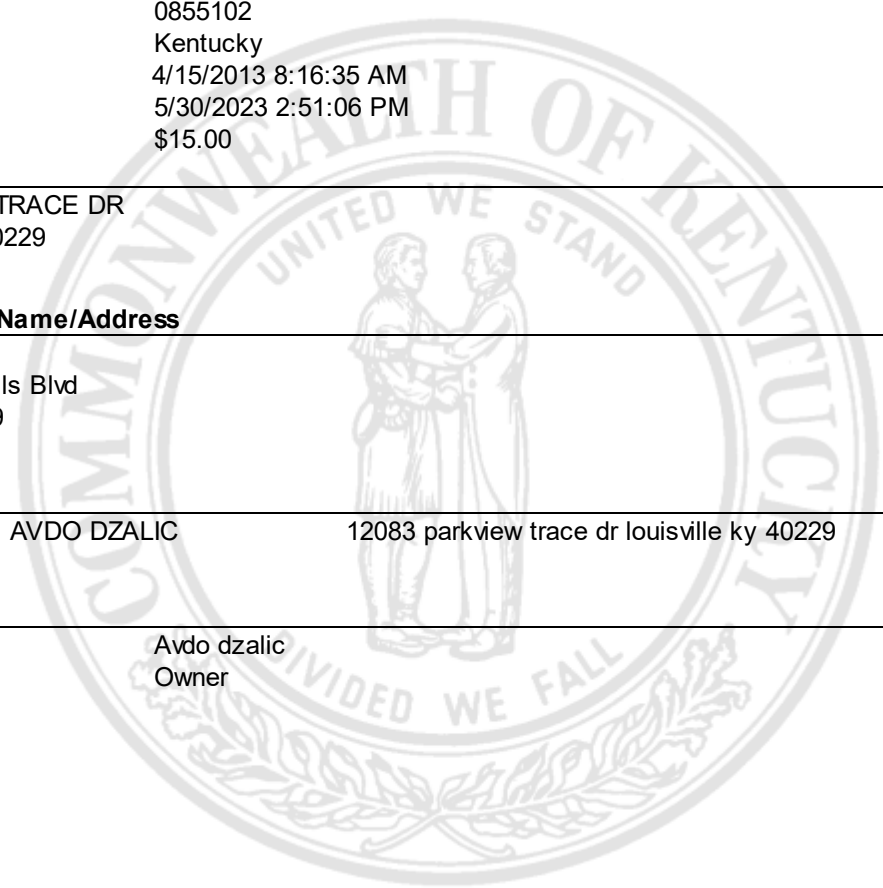 0855102
Kentucky
4/15/2013 8:16:35 AM
5/30/2023 2:51:06 PM
$15.00
TRACE DR
0229
Name/Address
ls Blvd
9
AVDO DZALIC 12083 parkview trace dr louisville ky 40229
Avdo dzalic
Owner
COMMONWEALTH OF KENTUCKY
UNITED WE STAND
DIVIDED WE FALL